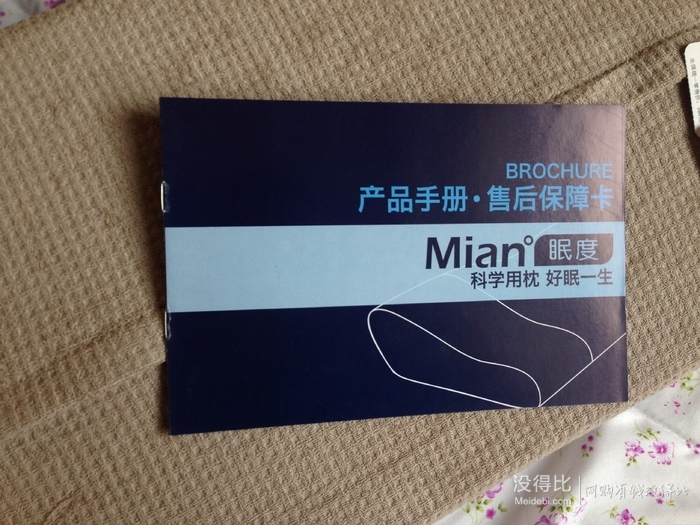 BROCHURE
产品手册·售后保障卡
Mian° 眠度
科学用枕 好眠一生
没得比
Meidebi.com